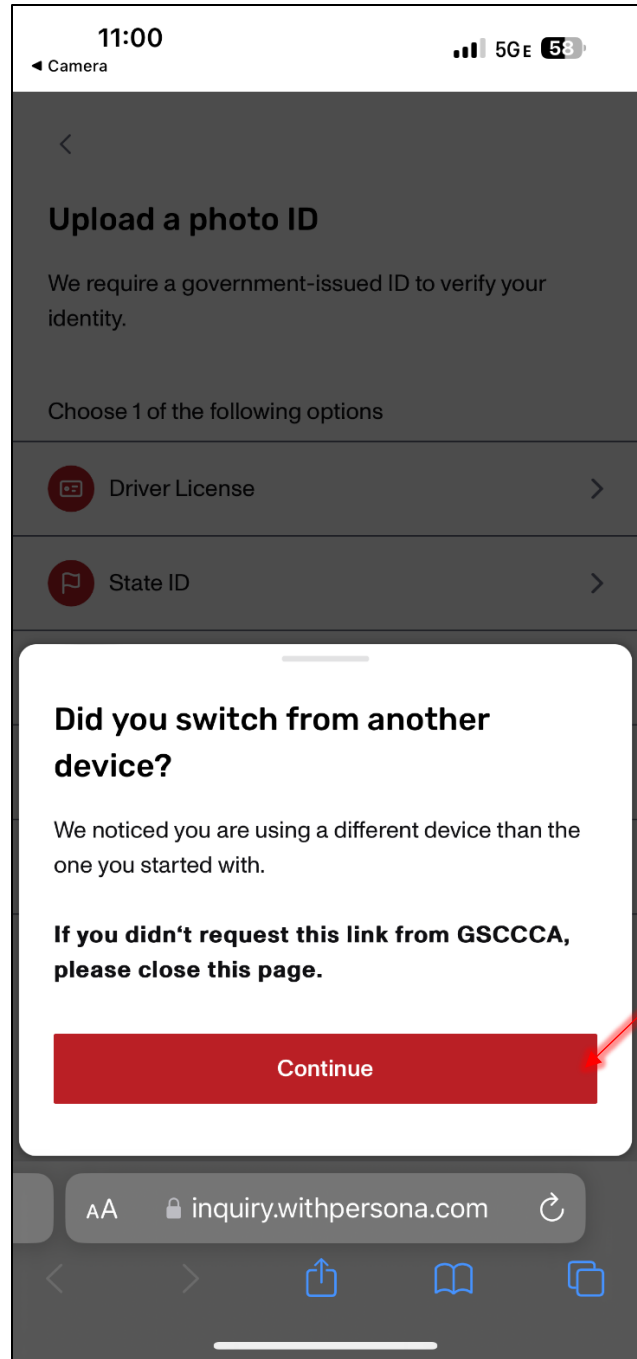 11:00
5GE 58
◀ Camera
Upload a photo ID
We require a government-issued ID to verify your
identity.
Choose 1 of the following options
Driver License
State ID
Did you switch from another
device?
We noticed you are using a different device than the
one you started with.
If you didn‘t request this link from GSCCCA,
please close this page.
Continue
AA inquiry.withpersona.com